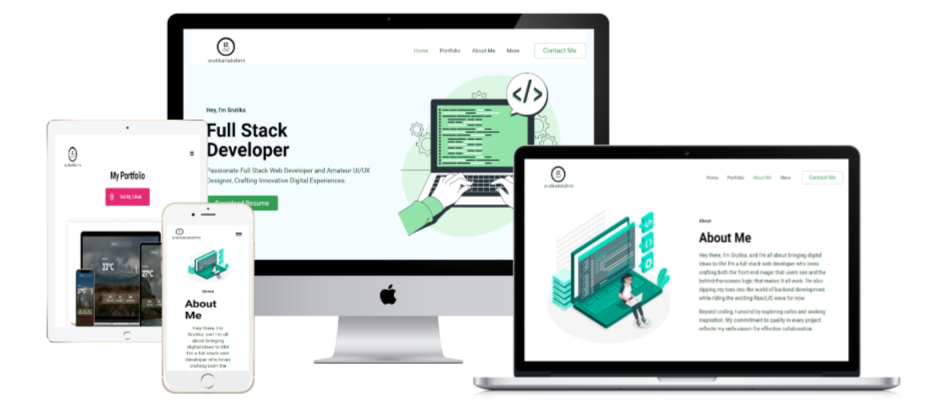 Home Portfolio About Me More Contact Me
Hey, I'm Srutika
Full Stack
Developer
Passionate Full Stack Web Developer and Amateur UI/UX
Designer, Crafting Innovative Digital Experiences.
Download Resume
My Portfolio
33°C
27°C
About
About
Me
Hey there, I'm
Srutika, and I'm all
about bringing
digital ideas to life!
I'm a full stack web
developer who loves
crafting both the
Home Portfolio About Me More Contact Me
About
About Me
Hey there, I'm Srutika, and I'm all about bringing digital
ideas to life! I'm a full stack web developer who loves
crafting both the front-end magic that users see and the
behind-the-scenes logic that makes it all work. I'm also
dipping my toes into the world of backend development
while riding the exciting ReactJS wave for now.
Beyond coding, I unwind by exploring cafes and seeking
inspiration. My commitment to quality in every project
reflects my enthusiasm for effective collaboration.